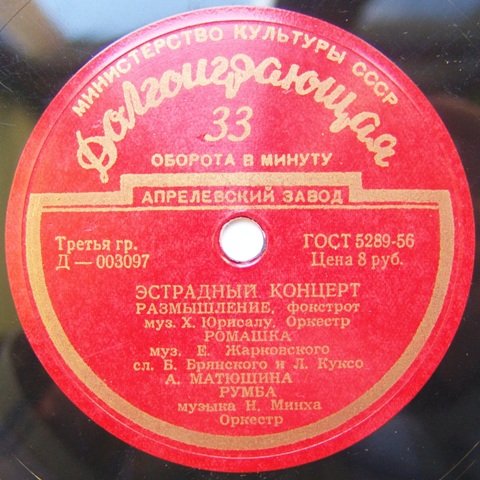 МИНИСТЕРСТВО КУЛЬТУРЫ СССР
Долгоиграющая
33
ОБОРОТА В МИНУТУ
АПРЕЛЕВСКИЙ ЗАВОД
Третья гр.
Д — 003097
ГОСТ 5289-56
Цена 8 руб.
ЭСТРАДНЫЙ КОНЦЕРТ
РАЗМЫШЛЕНИЕ, фокстрот
муз. Х. Юрисалу, Оркестр
РОМАШКА
муз. Е. Жарковского
сл. Б. Брянского и Л. Куксо
А. МАТЮШИНА
РУМБА
музыка Н. Минха
Оркестр